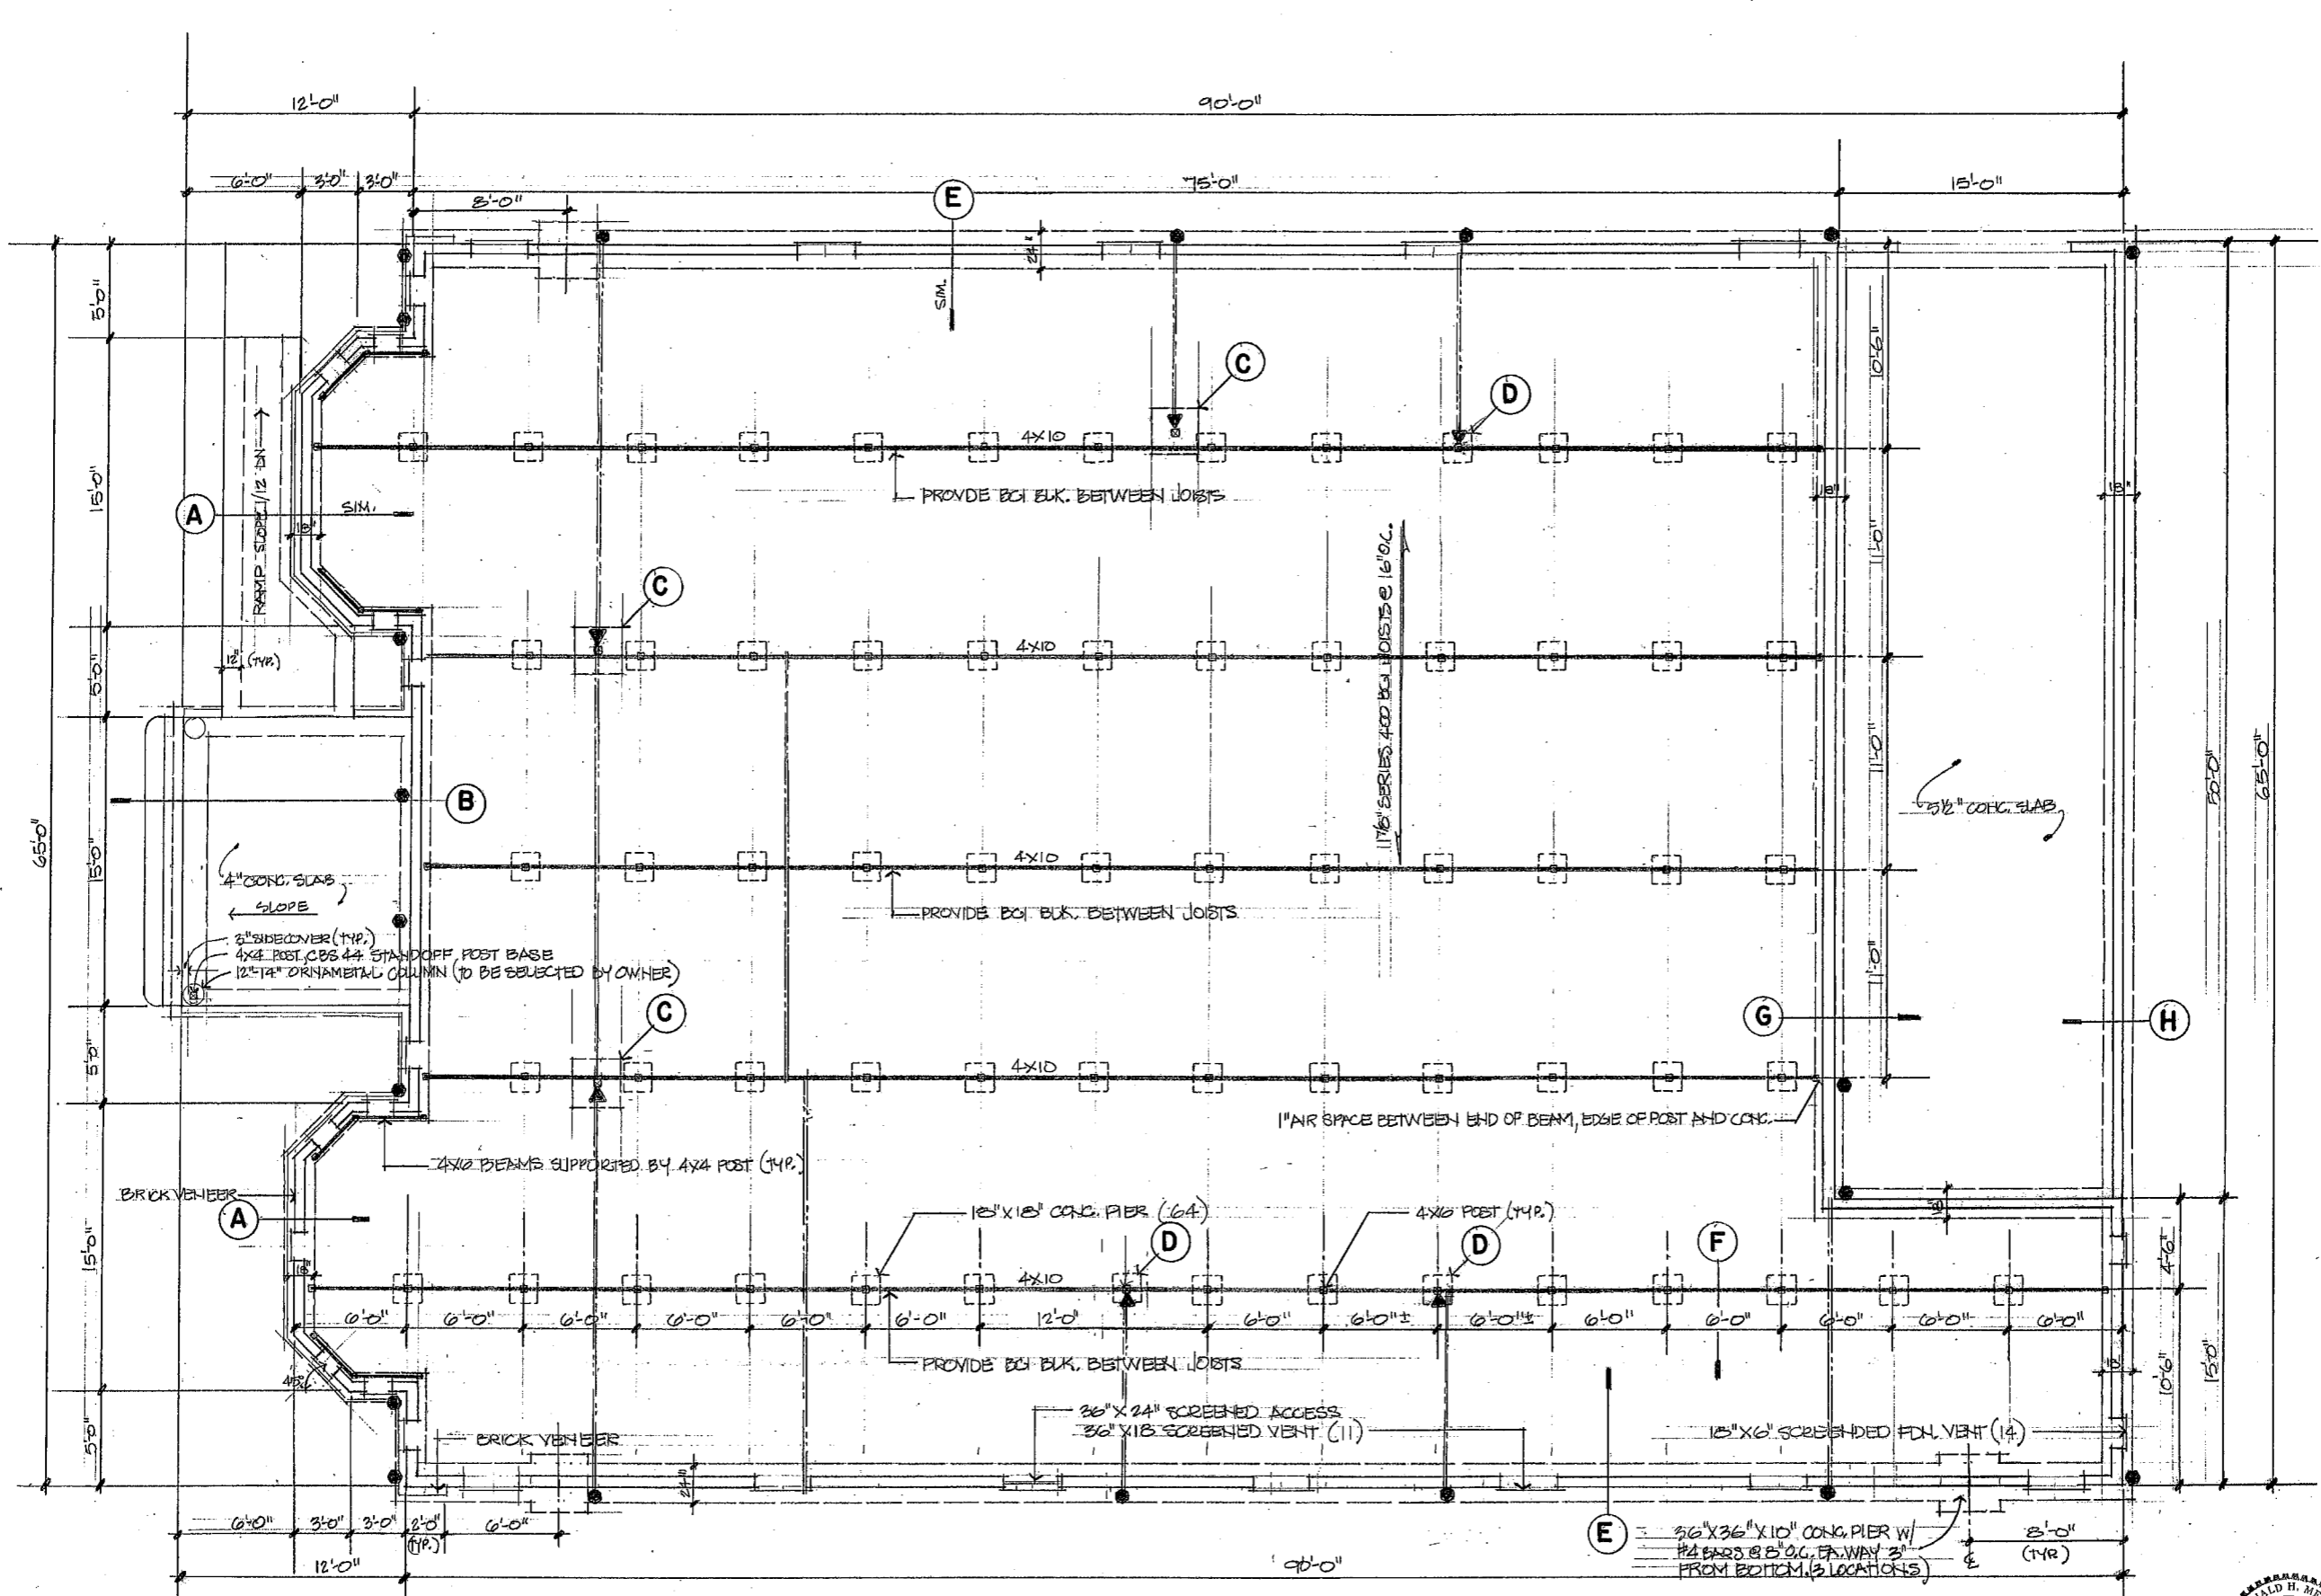 12'-0"
90'-0"
6'-0" 3'-0" 3'-0"
75'-0"
15'-0"
8'-0"
E
24"
SIM.
5'-0"
10'-6"
C
D
4X10
PROVDE BCI BLK. BETWEEN JOISTS
18"
18"
A
SIM.
15'-0"
18"
RAMP SLOPE 1/12 DN
11 7/8" SERIES 400 BCI JOISTS @ 16" O.C.
11'-0"
C
4X10
12" (TYP.)
5'-0"
11'-0"
50'-0"
65'-0"
B
5 1/2" CONC. SLAB
65'-0"
15'-0"
4X10
4" CONC. SLAB
SLOPE
PROVIDE BCI BLK. BETWEEN JOISTS
3" SIDECOVER (TYP.)
4X4 POST, CBS 44 STANDOFF POST BASE
12"-14" ORNAMETAL COLUMN (TO BE SELECTED BY OWNER)
11'-0"
C
G
H
5'-0"
4X10
1" AIR SPACE BETWEEN END OF BEAM, EDGE OF POST AND CONC.
4X6 BEAMS SUPPORTED BY 4X4 POST (TYP.)
BRICK VENEER
A
18"X18" CONC. PIER (64)
4X6 POST (TYP.)
18"
D
D
F
15'-0"
18"
4X10
4'-6"
6'-0" 6'-0" 6'-0" 6'-0" 6'-0" 6'-0" 12'-0" 6'-0" 6'-0"± 6'-0"± 6'-0" 6'-0" 6'-0" 6'-0" 6'-0"
PROVIDE BCI BLK. BETWEEN JOISTS
45°
18"
10'-6"
15'-0"
36"X24" SCREENED ACCESS
36"X18 SCREENED VENT (11)
BRICK VENEER
18"X6" SCREENDED FDN. VENT (14)
5'-0"
24"
6'-0" 3'-0" 3'-0" 2'-0" 6'-0"
(TYP.)
E
36"X36"X10" CONC. PIER W/
#4 BARS @ 8" O.C. EA. WAY 3"
FROM BOTTOM. (3 LOCATIONS)
8'-0"
(TYP.)
12'-0"
90'-0"